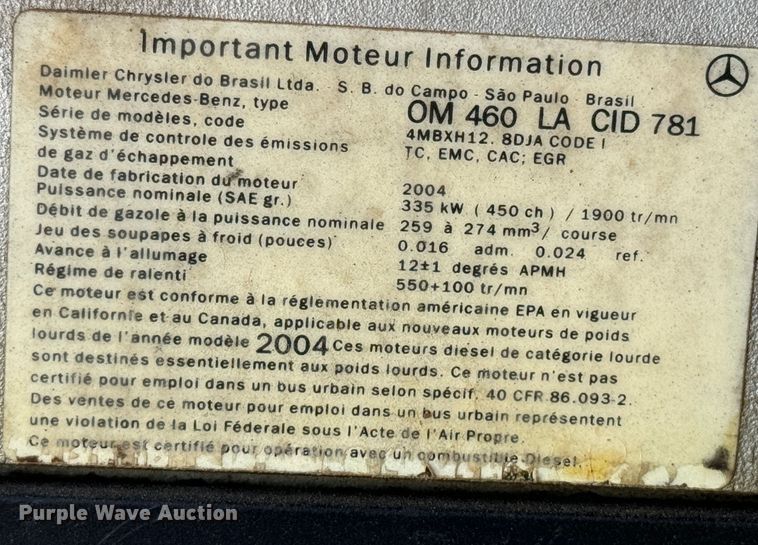 Important Moteur Information
Daimler Chrysler do Brasil Ltda. S. B. do Campo - São Paulo Brasil
Moteur Mercedes-Benz, type OM 460 LA CID 781
Série de modèles, code 4MBXH12. 8DJA CODE I
Système de controle des émissions de gaz d'échappement TC, EMC, CAC; EGR
Date de fabrication du moteur 2004
Puissance nominale (SAE gr.) 335 kW ( 450 ch ) / 1900 tr/mn
Débit de gazole à la puissance nominale 259 à 274 mm³/ course
Jeu des soupapes à froid (pouces) 0.016 adm. 0.024 ref.
Avance à l'allumage 12±1 degrés APMH
Régime de ralenti 550+100 tr/mn
Ce moteur est conforme à la réglementation américaine EPA en vigueur
en Californie et au Canada, applicable aux nouveaux moteurs de poids
lourds de l'année modèle 2004 Ces moteurs diesel de catégorie lourde
sont destinés essentiellement aux poids lourds. Ce moteur n'est pas
certifié pour emploi dans un bus urbain selon spécif. 40 CFR 86.093-2.
Des ventes de ce moteur pour emploi dans un bus urbain représentent
une violation de la Loi Féderale sous l'Acte de l'Air Propre.
Ce moteur est certifié pour opération avec un combustible Diesel.
Purple Wave Auction